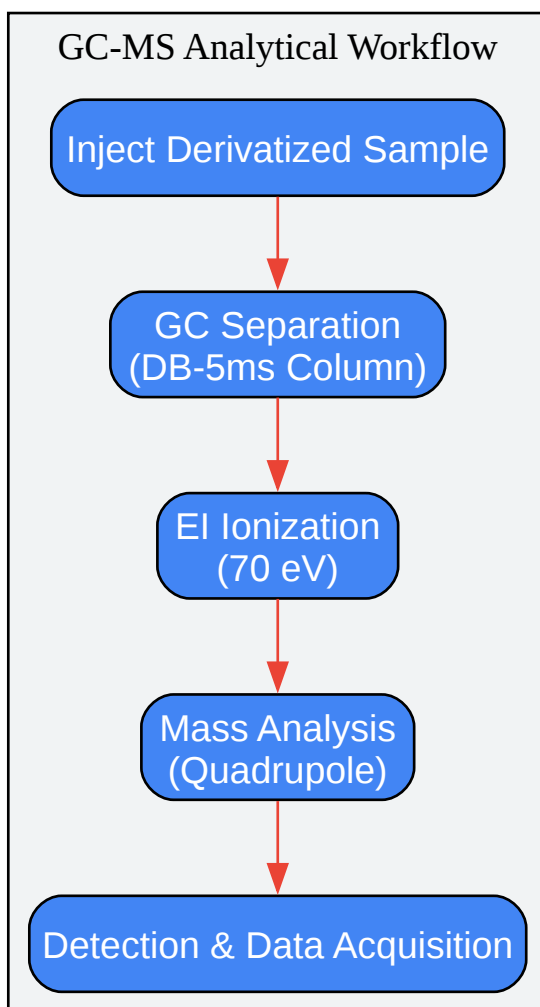 GC-MS Analytical Workflow
Inject Derivatized Sample
GC Separation
(DB-5ms Column)
EI Ionization
(70 eV)
Mass Analysis
(Quadrupole)
Detection & Data Acquisition